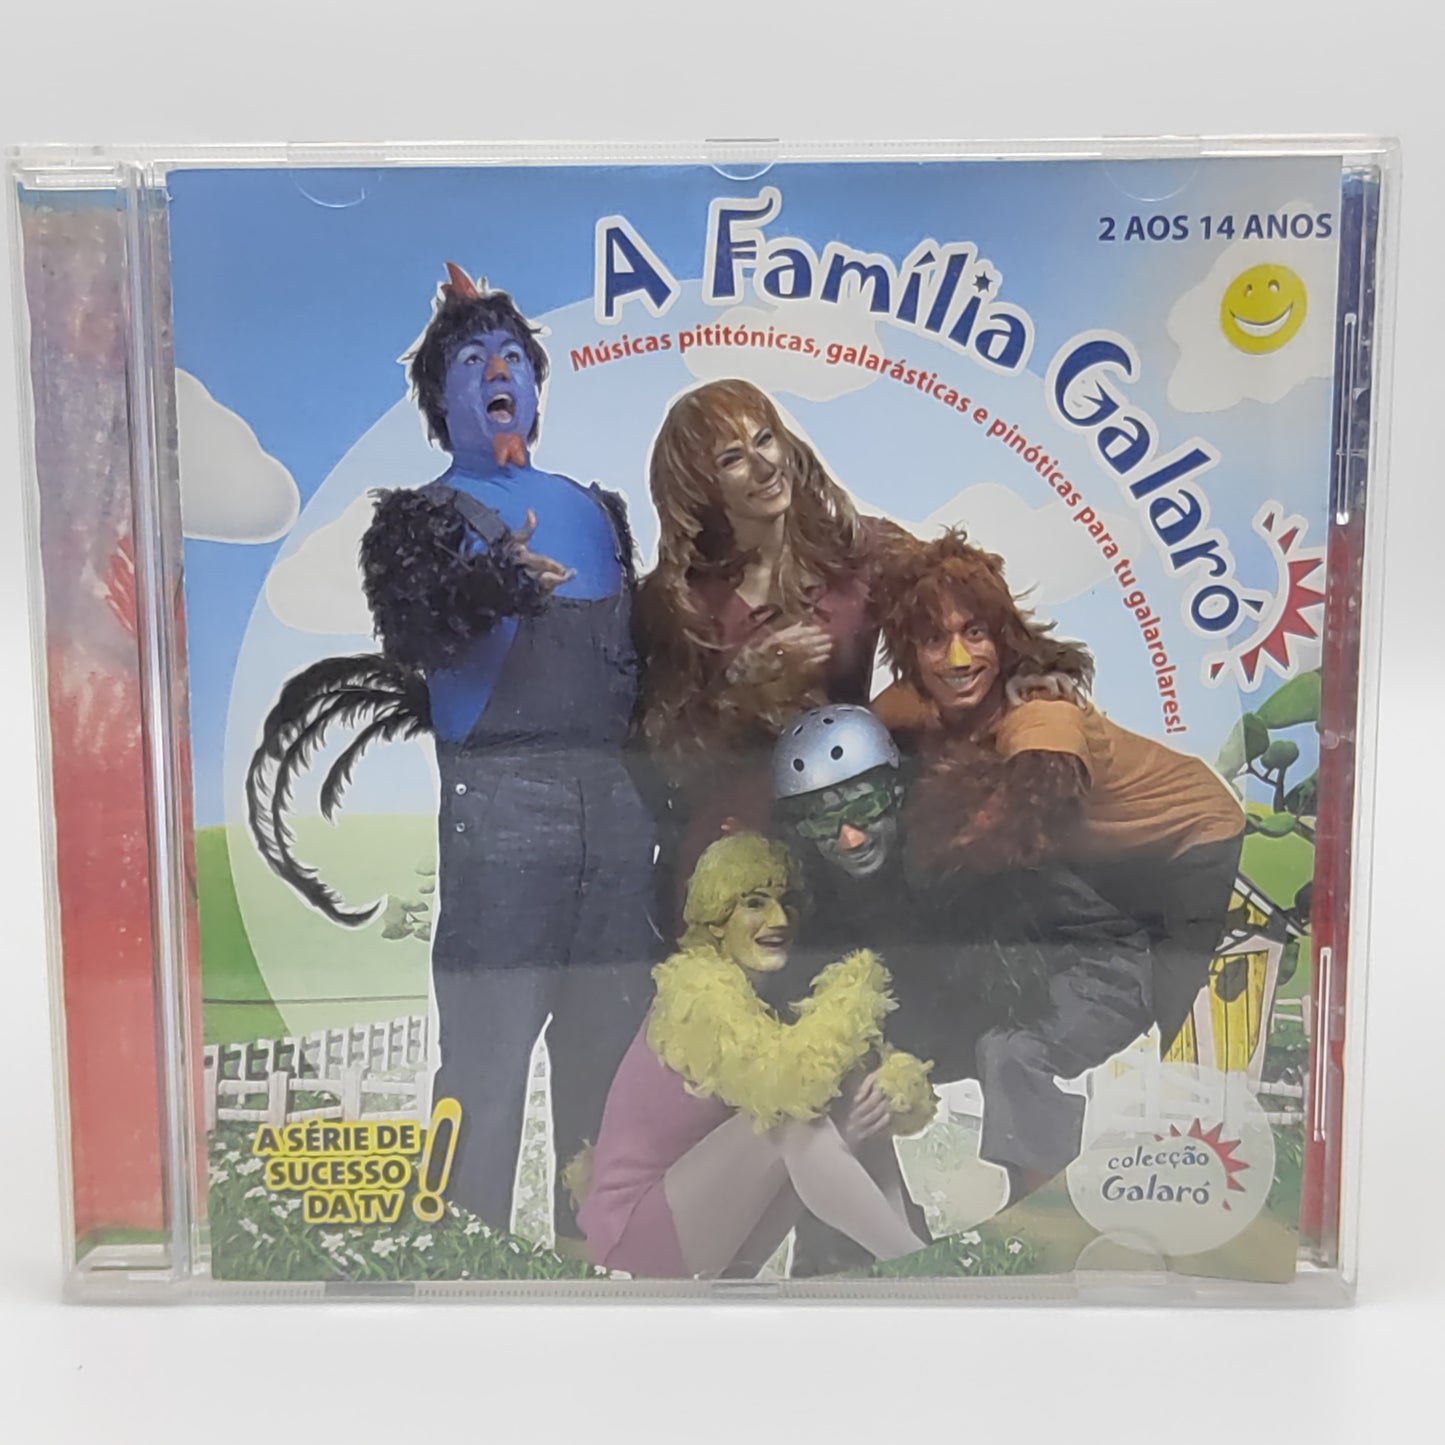 2 AOS 14 ANOS
A Família Galaró
Músicas pititónicas, galarásticas e pinóticas para tu galarolares!
A SÉRIE DE
SUCESSO
DA TV!
colecção
Galaró